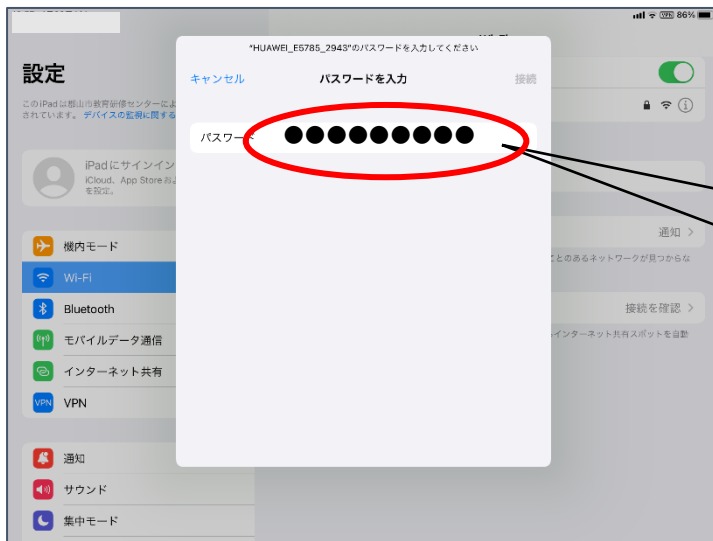 VPN 86%
"HUAWEI_E5785_2943"のパスワードを入力してください
キャンセル パスワードを入力 接続
パスワード ●●●●●●●●●
設定
このiPadは郡山市教育研修センターによ
されています。デバイスの監視に関する
iPadにサインイン
iCloud、App Storeおよ
を設定。
機内モード
Wi-Fi
Bluetooth
モバイルデータ通信
インターネット共有
VPN VPN
通知
サウンド
集中モード
通知
ことのあるネットワークが見つからな
接続を確認
インターネット共有スポットを自動